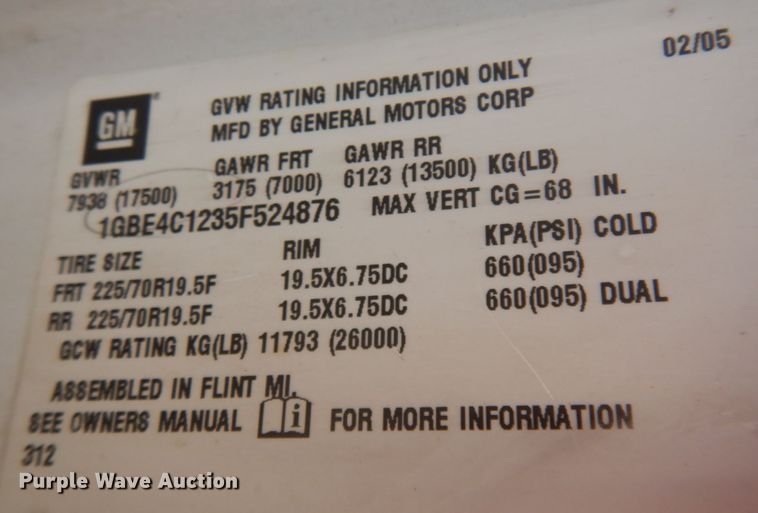 02/05
GM
GVW RATING INFORMATION ONLY
MFD BY GENERAL MOTORS CORP
GVWR GAWR FRT GAWR RR
7938 (17500) 3175 (7000) 6123 (13500) KG(LB)
1GBE4C1235F524876 MAX VERT CG=68 IN.
TIRE SIZE RIM KPA(PSI) COLD
FRT 225/70R19.5F 19.5X6.75DC 660(095)
RR 225/70R19.5F 19.5X6.75DC 660(095) DUAL
GCW RATING KG(LB) 11793 (26000)
ASSEMBLED IN FLINT MI.
SEE OWNERS MANUAL i FOR MORE INFORMATION
312
Purple Wave Auction